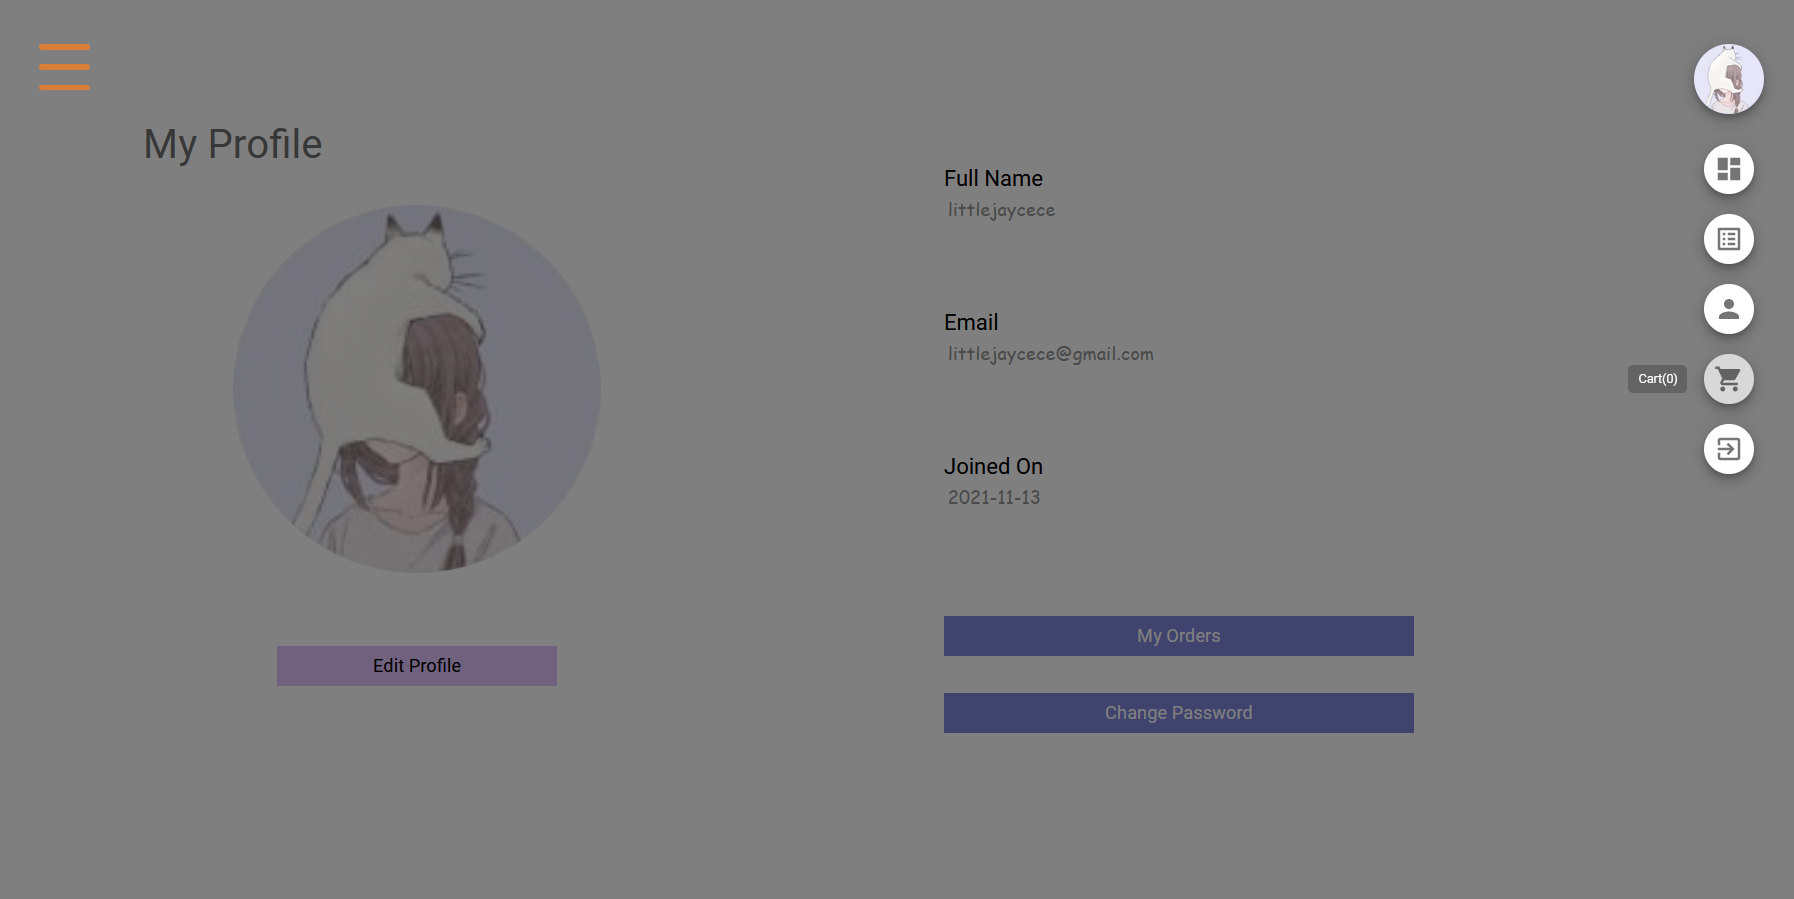 My Profile
Full Name
littlejaycece
Email
littlejaycece@gmail.com
Cart(0)
Joined On
2021-11-13
My Orders
Edit Profile
Change Password